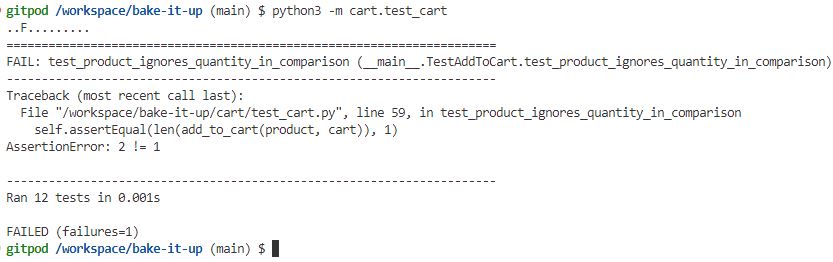 gitpod /workspace/bake-it-up (main) $ python3 -m cart.test_cart
..F.........
======================================================================
FAIL: test_product_ignores_quantity_in_comparison (__main__.TestAddToCart.test_product_ignores_quantity_in_comparison)
----------------------------------------------------------------------
Traceback (most recent call last):
  File "/workspace/bake-it-up/cart/test_cart.py", line 59, in test_product_ignores_quantity_in_comparison
    self.assertEqual(len(add_to_cart(product, cart)), 1)
AssertionError: 2 != 1
----------------------------------------------------------------------
Ran 12 tests in 0.001s
FAILED (failures=1)
gitpod /workspace/bake-it-up (main) $